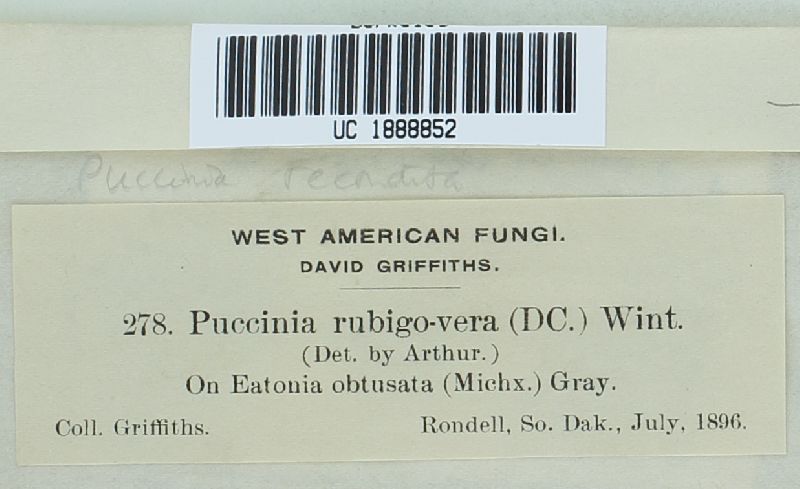 UC 1888852
Puccinia recondita
WEST AMERICAN FUNGI.
DAVID GRIFFITHS.
278. Puccinia rubigo-vera (DC.) Wint.
(Det. by Arthur.)
On Eatonia obtusata (Michx.) Gray.
Coll. Griffiths. Rondell, So. Dak., July, 1896.